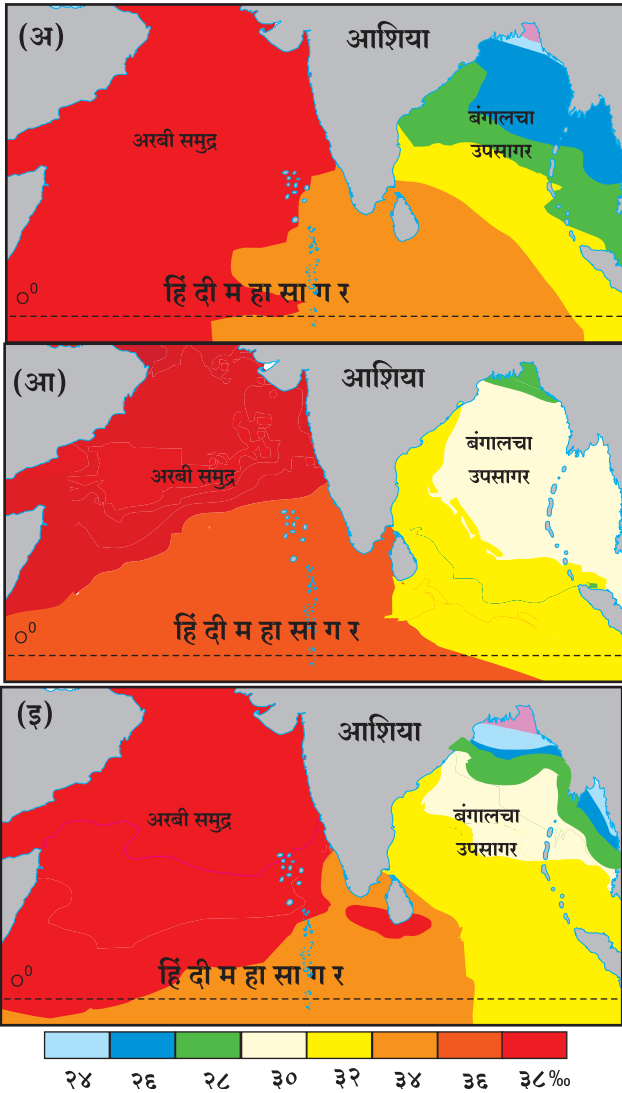 (अ)
आशिया
बंगालचा
उपसागर
अरबी समुद्र
हिं दी म हा सा ग र
०⁰
(आ)
आशिया
बंगालचा
उपसागर
अरबी समुद्र
हिं दी म हा सा ग र
०⁰
(इ)
आशिया
बंगालचा
उपसागर
अरबी समुद्र
हिं दी म हा सा ग र
०⁰
२४ २६ २८ ३० ३२ ३४ ३६ ३८‰